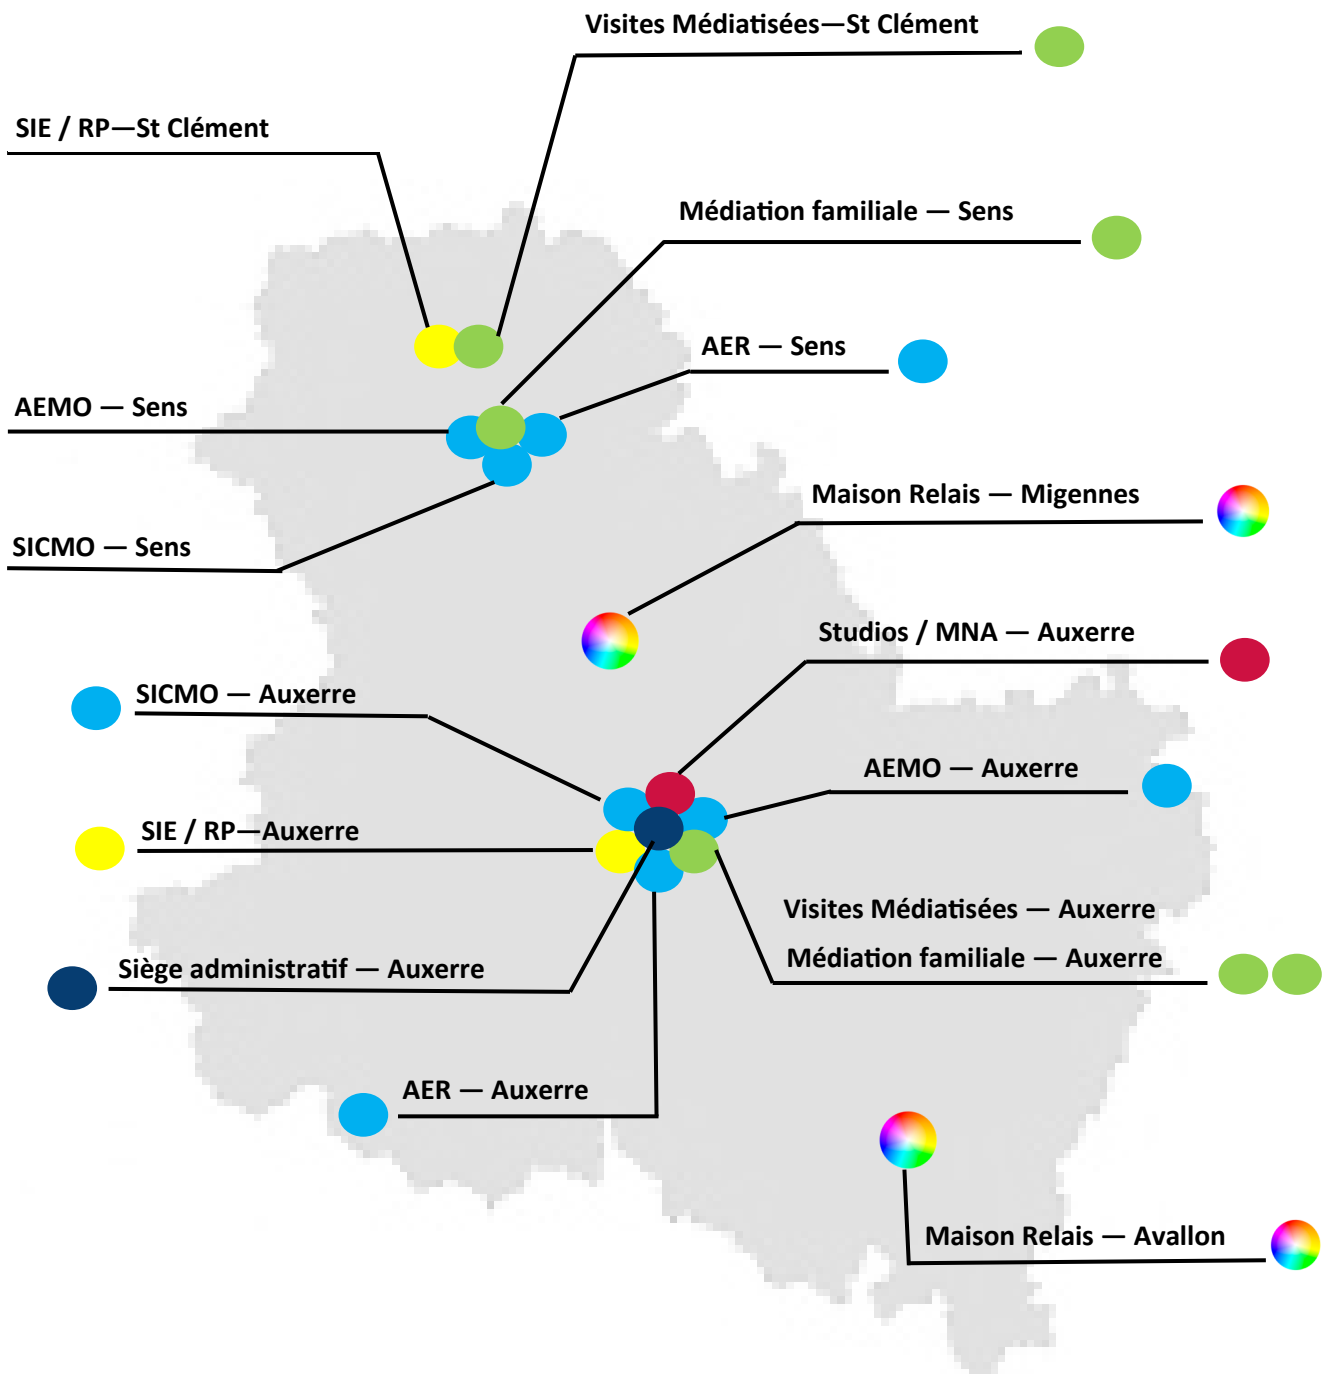 Visites Médiatisées—St Clément
SIE / RP—St Clément
Médiation familiale — Sens
AER — Sens
AEMO — Sens
Maison Relais — Migennes
SICMO — Sens
Studios / MNA — Auxerre
SICMO — Auxerre
AEMO — Auxerre
SIE / RP—Auxerre
Visites Médiatisées — Auxerre
Médiation familiale — Auxerre
Siège administratif — Auxerre
AER — Auxerre
Maison Relais — Avallon